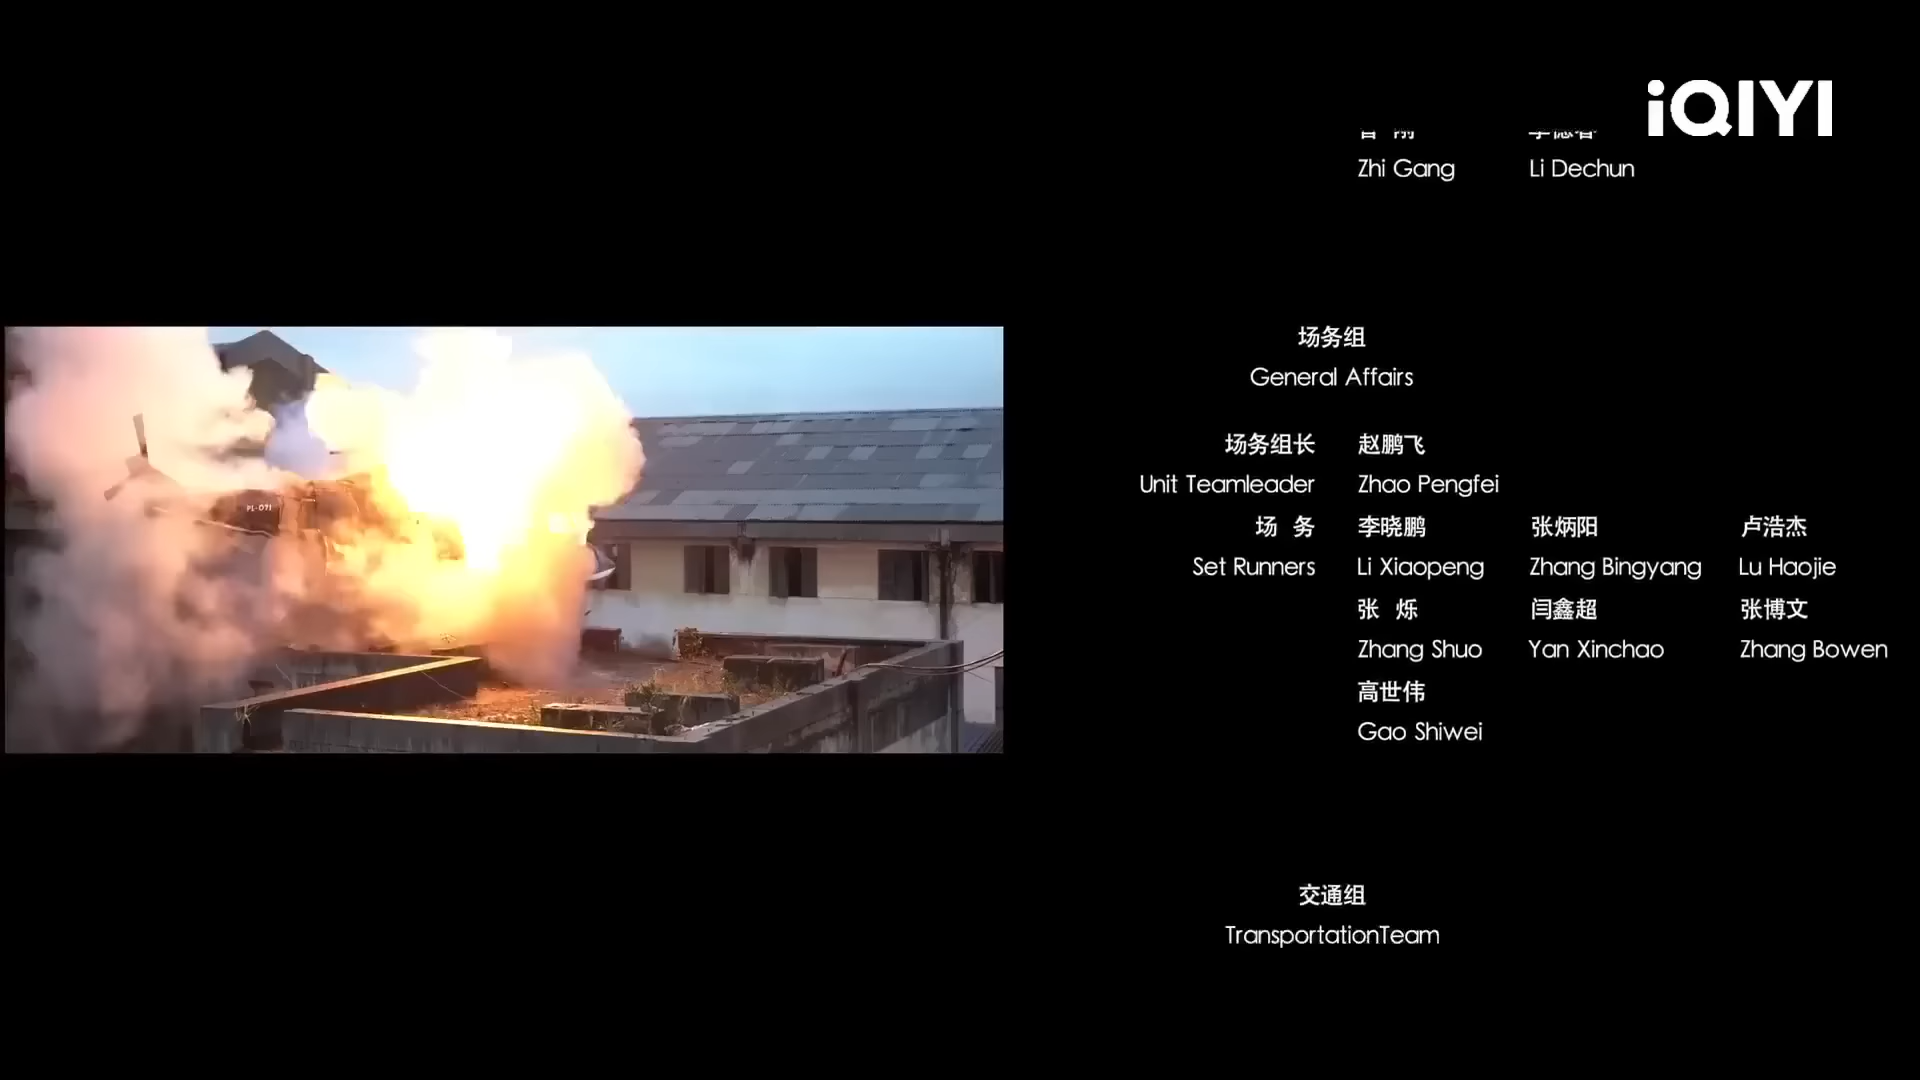 iQIYI
Zhi Gang Li Dechun
场务组
General Affairs
场务组长 赵鹏飞
Unit Teamleader Zhao Pengfei
场 务 李晓鹏 张炳阳 卢浩杰
Set Runners Li Xiaopeng Zhang Bingyang Lu Haojie
张 烁 闫鑫超 张博文
Zhang Shuo Yan Xinchao Zhang Bowen
高世伟
Gao Shiwei
交通组
TransportationTeam
PL-071